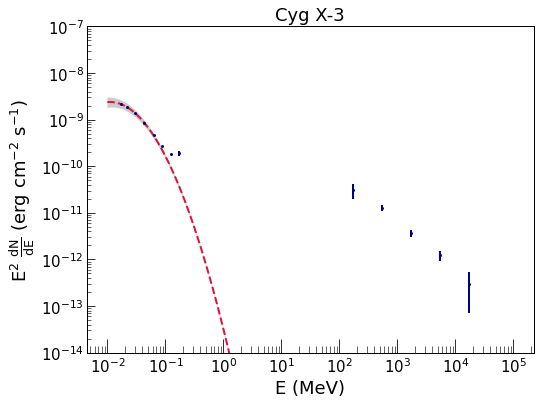 Cyg X-3
10⁻⁷
10⁻⁸
10⁻⁹
10⁻¹⁰
10⁻¹¹
10⁻¹²
10⁻¹³
10⁻¹⁴
E² dN/dE (erg cm⁻² s⁻¹)
10⁻² 10⁻¹ 10⁰ 10¹ 10² 10³ 10⁴ 10⁵
E (MeV)